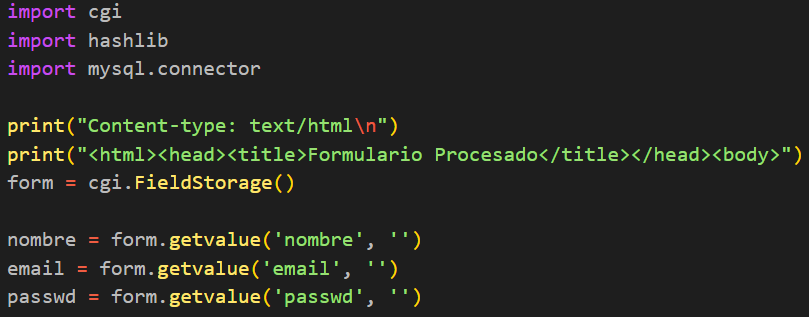 import cgi
import hashlib
import mysql.connector
print("Content-type: text/html\n")
print("<html><head><title>Formulario Procesado</title></head><body>")
form = cgi.FieldStorage()
nombre = form.getvalue('nombre', '')
email = form.getvalue('email', '')
passwd = form.getvalue('passwd', '')